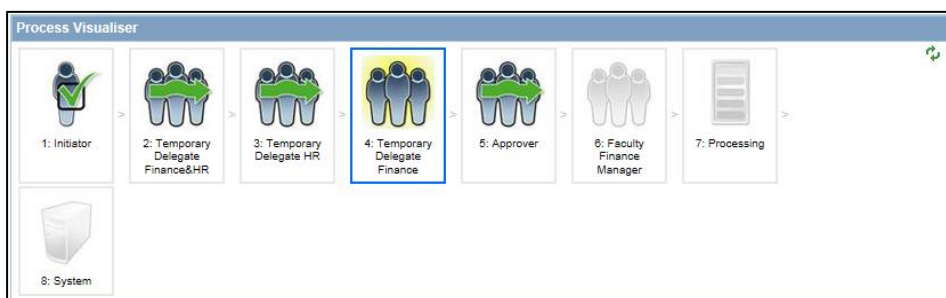 Process Visualiser
1: Initiator
>
2: Temporary
Delegate
Finance&HR
>
3: Temporary
Delegate HR
>
4: Temporary
Delegate
Finance
>
5: Approver
>
6: Faculty
Finance
Manager
>
7: Processing
>
8: System